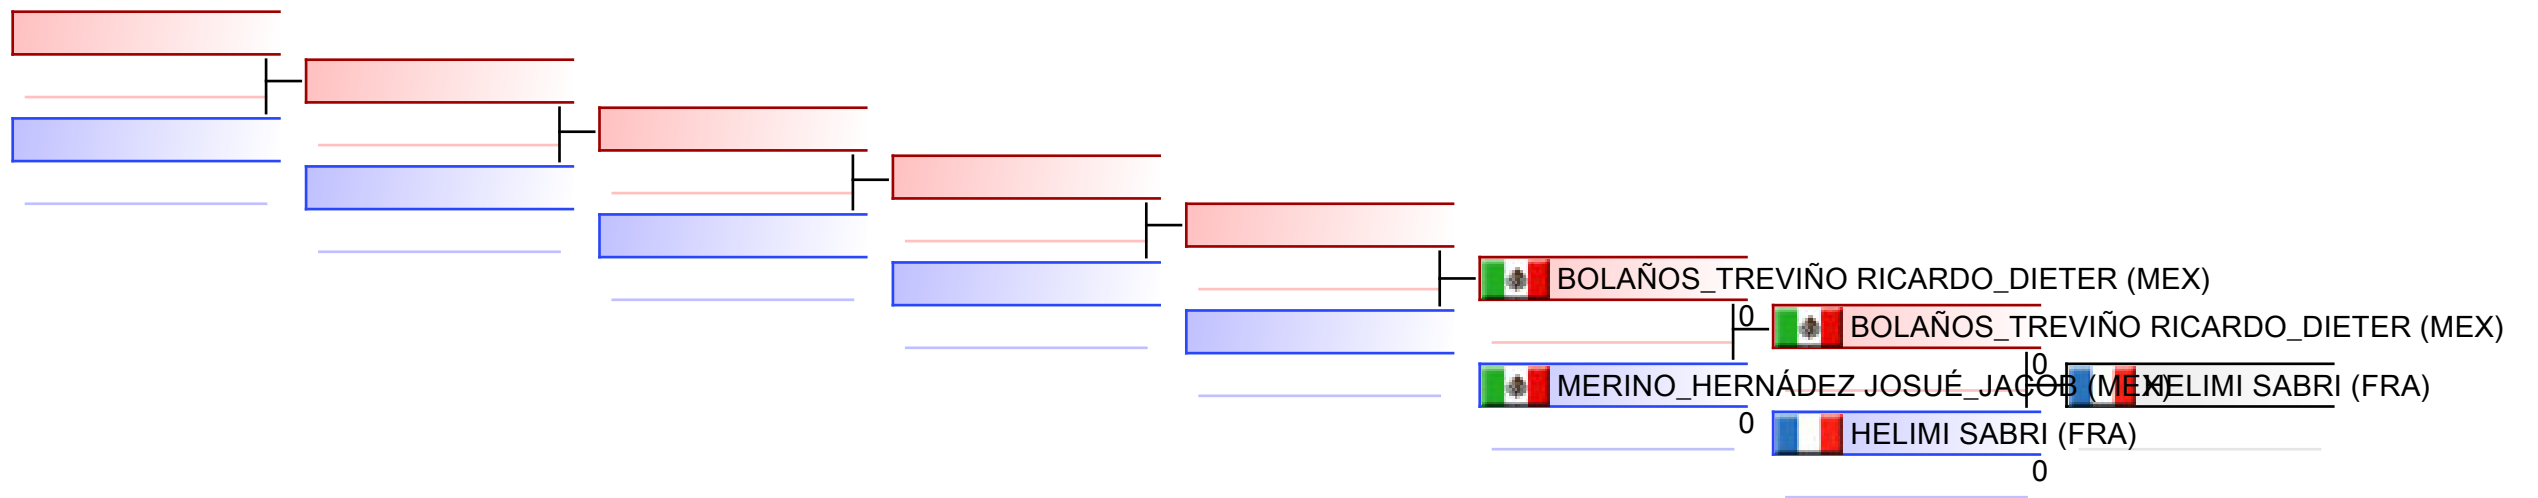 BOLAÑOS_TREVIÑO RICARDO_DIETER (MEX)
0
BOLAÑOS_TREVIÑO RICARDO_DIETER (MEX)
0
MERINO_HERNÁDEZ JOSUÉ_JACOB (MEX)
HELIMI SABRI (FRA)
0
HELIMI SABRI (FRA)
0